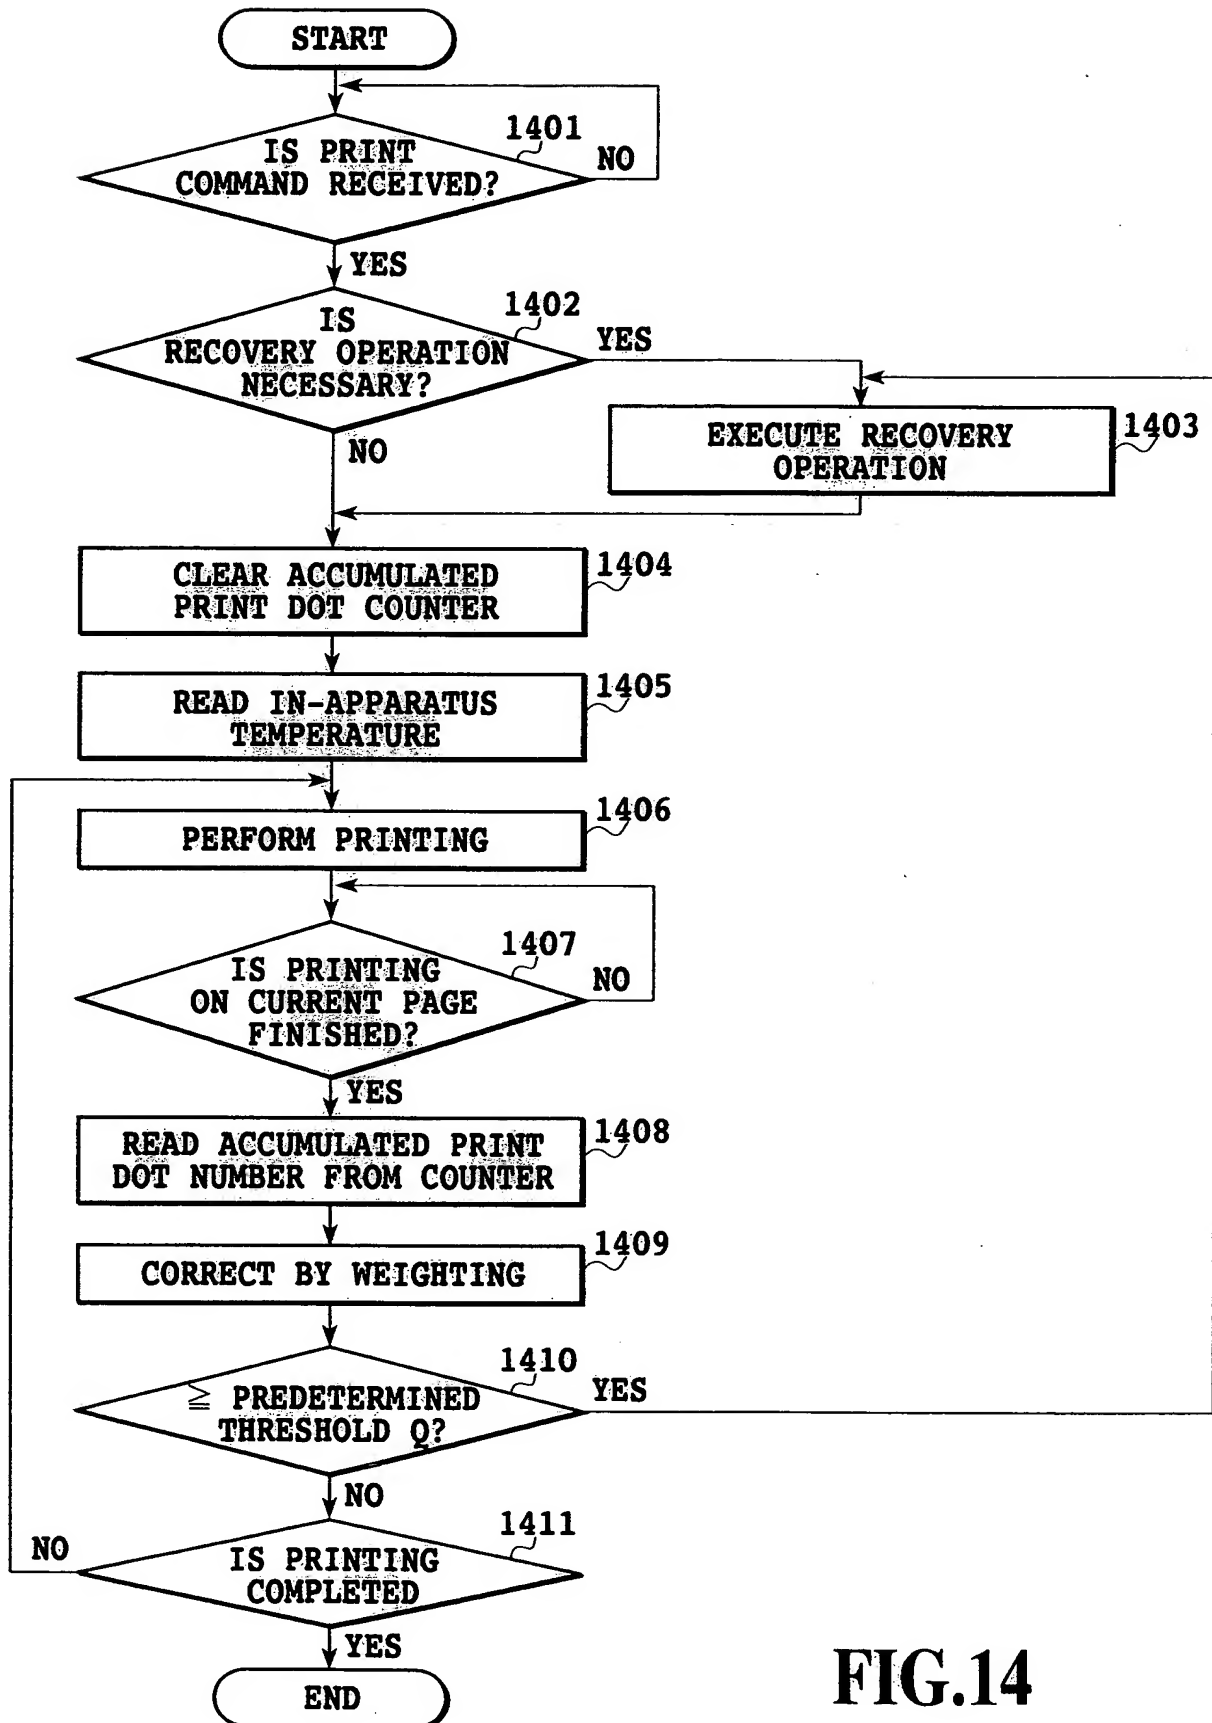 START
1401
IS PRINT
COMMAND RECEIVED?
NO
YES
1402
IS
RECOVERY OPERATION
NECESSARY?
YES
NO
1403
EXECUTE RECOVERY
OPERATION
1404
CLEAR ACCUMULATED
PRINT DOT COUNTER
1405
READ IN-APPARATUS
TEMPERATURE
1406
PERFORM PRINTING
1407
IS PRINTING
ON CURRENT PAGE
FINISHED?
NO
YES
1408
READ ACCUMULATED PRINT
DOT NUMBER FROM COUNTER
1409
CORRECT BY WEIGHTING
1410
≧ PREDETERMINED
THRESHOLD Q?
YES
NO
1411
IS PRINTING
COMPLETED
NO
YES
END
FIG.14